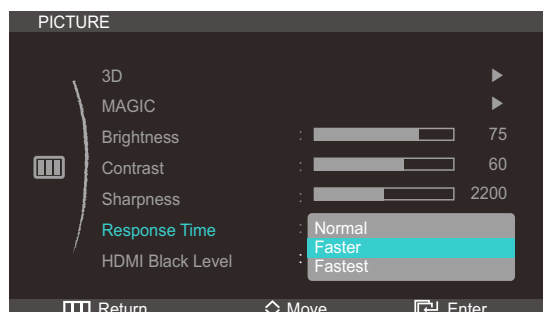 PICTURE
3D
MAGIC
Brightness : 75
Contrast : 60
Sharpness : 2200
Response Time : Normal
Faster
HDMI Black Level : Fastest
Return Move Enter